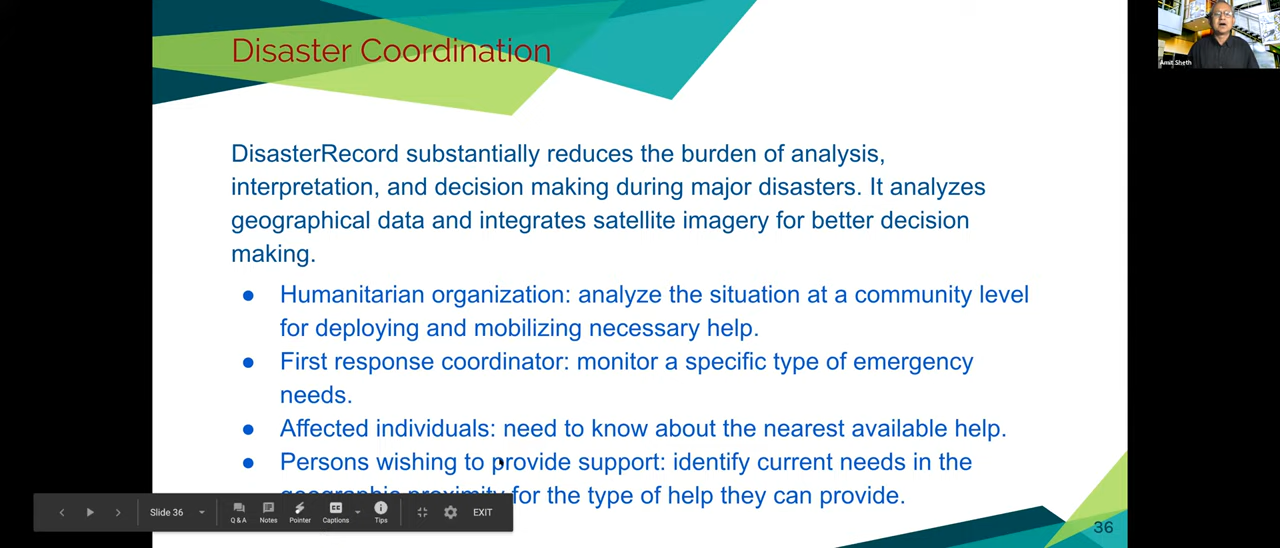 Disaster Coordination
Amit Sheth
DisasterRecord substantially reduces the burden of analysis,
interpretation, and decision making during major disasters. It analyzes
geographical data and integrates satellite imagery for better decision
making.
● Humanitarian organization: analyze the situation at a community level
for deploying and mobilizing necessary help.
● First response coordinator: monitor a specific type of emergency
needs.
● Affected individuals: need to know about the nearest available help.
● Persons wishing to provide support: identify current needs in the
geographic proximity for the type of help they can provide.
Slide 36
Q & A
Notes
Pointer
Captions
Tips
EXIT
36